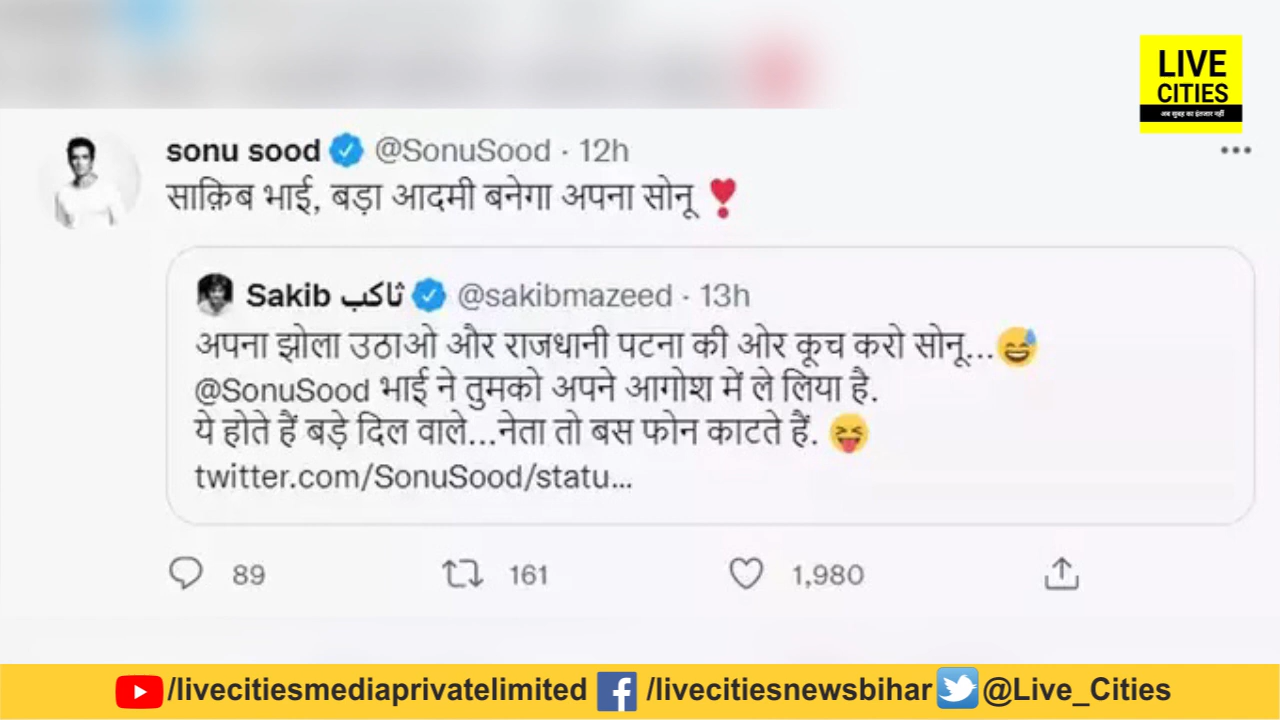 LIVE
CITIES
अब सुबह का इंतजार नहीं
sonu sood @SonuSood · 12h
साक़िब भाई, बड़ा आदमी बनेगा अपना सोनू ❣
Sakib ثاكب @sakibmazeed · 13h
अपना झोला उठाओ और राजधानी पटना की ओर कूच करो सोनू...😅
@SonuSood भाई ने तुमको अपने आगोश में ले लिया है.
ये होते हैं बड़े दिल वाले...नेता तो बस फोन काटते हैं. 😝
twitter.com/SonuSood/statu...
89 161 1,980
/livecitiesmediaprivatelimited /livecitiesnewsbihar @Live_Cities